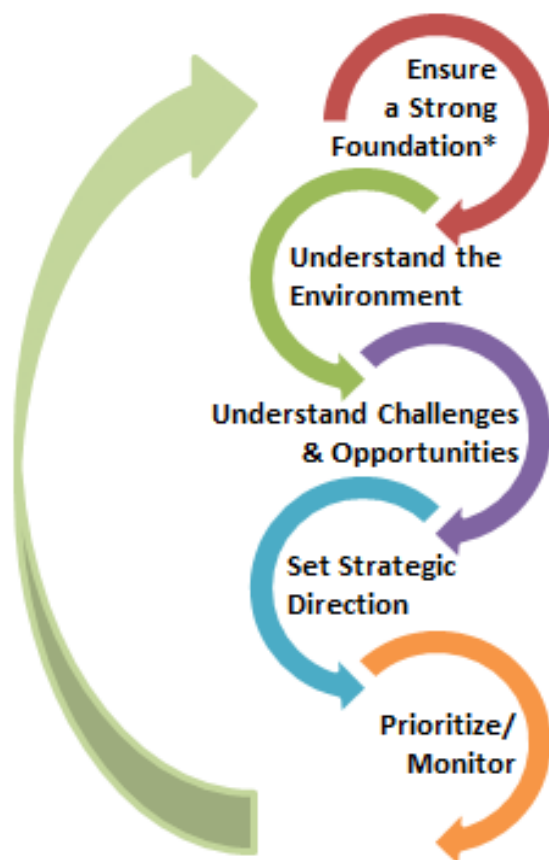 Ensure
a Strong
Foundation*
Understand the
Environment
Understand Challenges
& Opportunities
Set Strategic
Direction
Prioritize/
Monitor